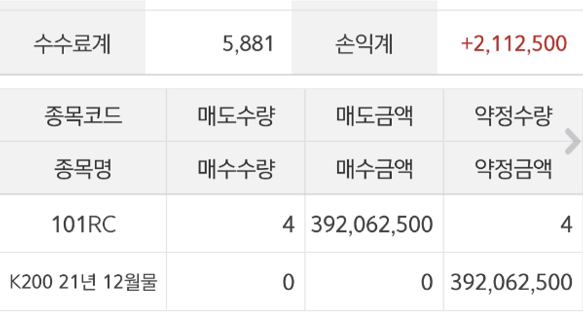 수수료계 5,881 손익계 +2,112,500
종목코드 매도수량 매도금액 약정수량
종목명 매수수량 매수금액 약정금액
101RC 4 392,062,500 4
K200 21년 12월물 0 0 392,062,500